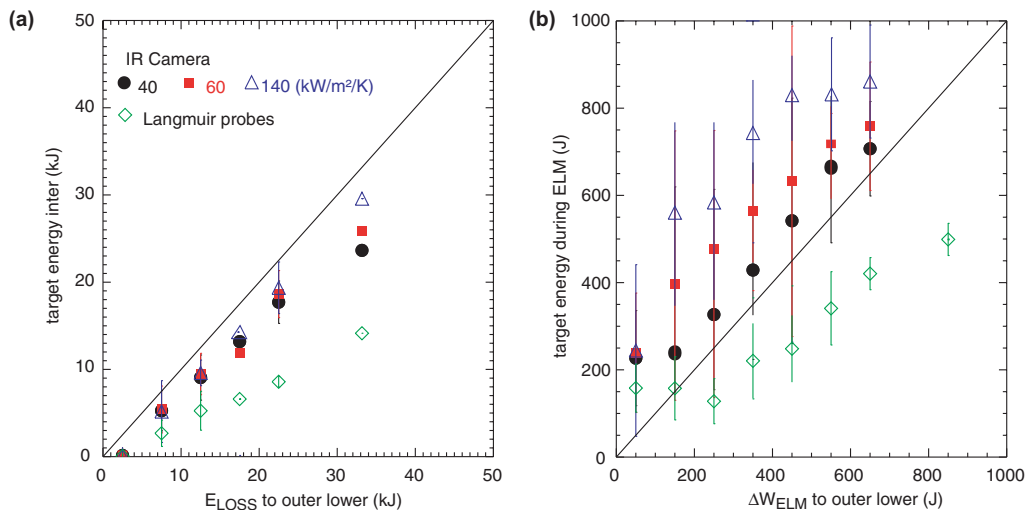 (a)
50
40
30
20
10
0
0 10 20 30 40 50
target energy inter (kJ)
E_LOSS to outer lower (kJ)
IR Camera
40 60 140 (kW/m²/K)
Langmuir probes
(b)
1000
800
600
400
200
0
0 200 400 600 800 1000
target energy during ELM (J)
ΔW_ELM to outer lower (J)